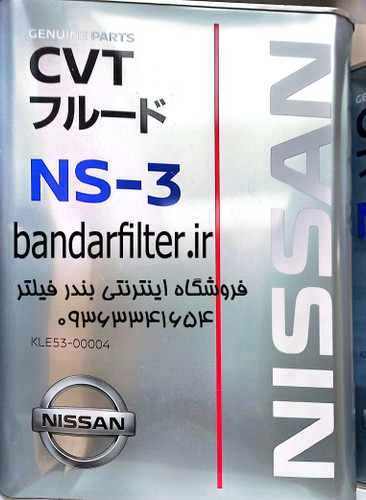 GENUINE PARTS
CVT
フルード
NS-3
bandarfilter.ir
فروشگاه اینترنتی بندر فیلتر
۰۹۳۶۳۳۴۱۶۵۴
KLE53-00004
NISSAN
NISSAN